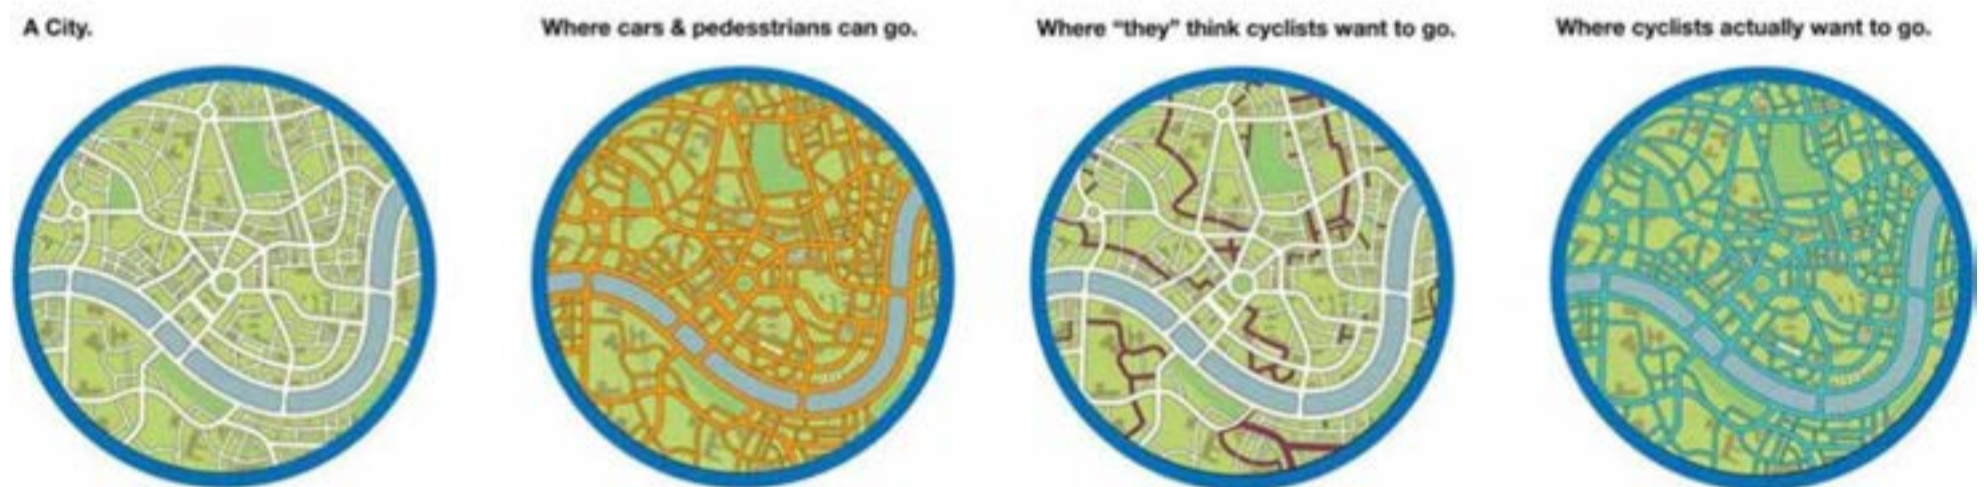 A City.
Where cars & pedesstrians can go.
Where “they” think cyclists want to go.
Where cyclists actually want to go.